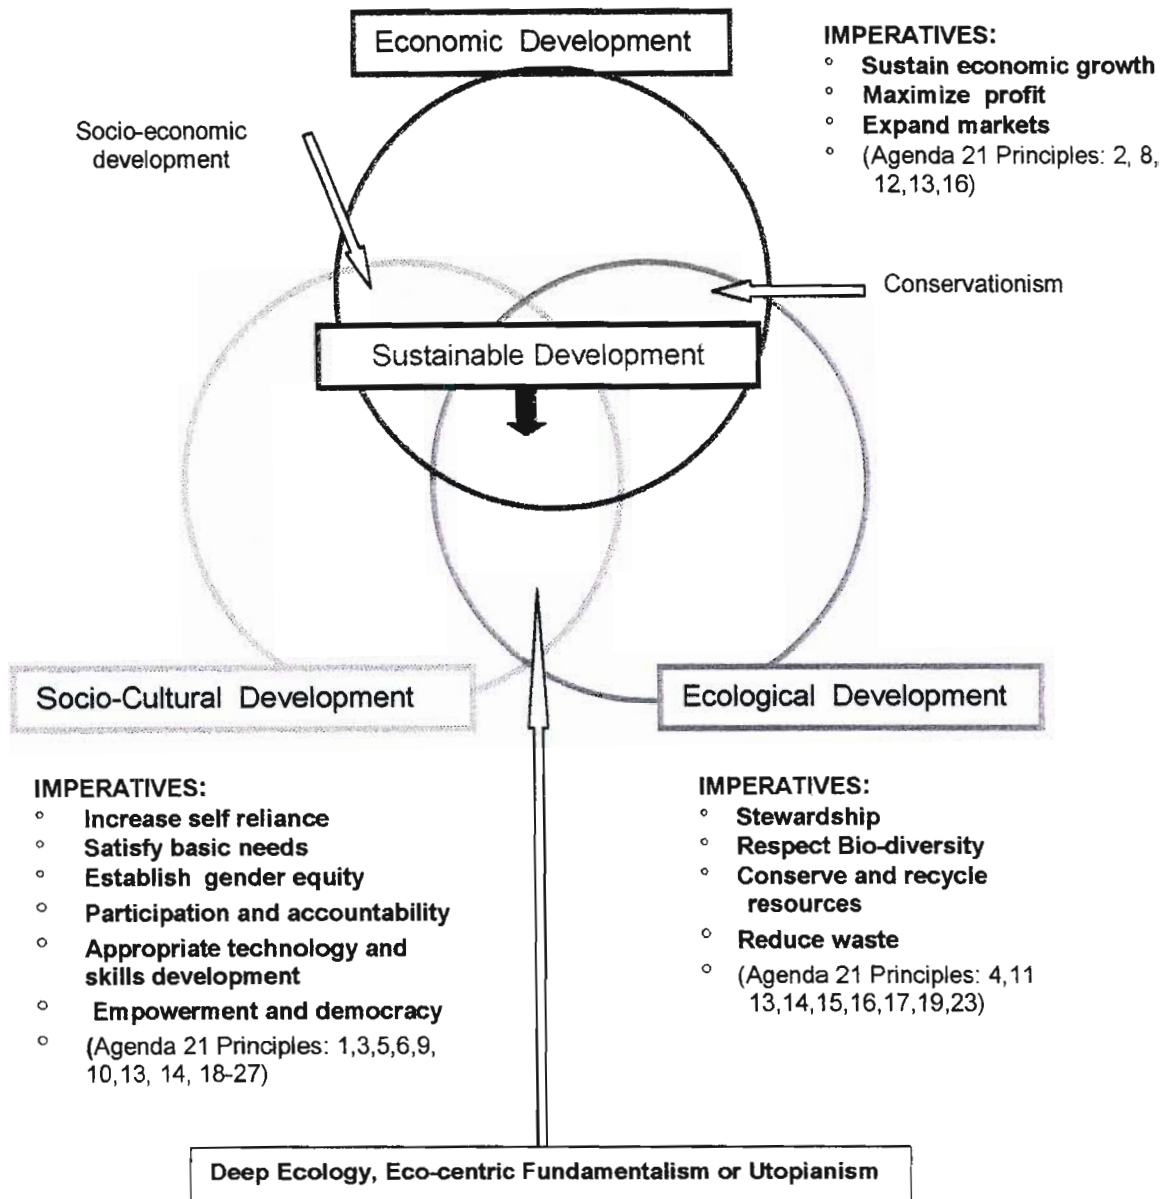 Economic Development
IMPERATIVES:
° Sustain economic growth
° Maximize profit
° Expand markets
° (Agenda 21 Principles: 2, 8,
12,13,16)
Socio-economic
development
Conservationism
Sustainable Development
Socio-Cultural Development
Ecological Development
IMPERATIVES:
° Increase self reliance
° Satisfy basic needs
° Establish gender equity
° Participation and accountability
° Appropriate technology and
skills development
° Empowerment and democracy
° (Agenda 21 Principles: 1,3,5,6,9,
10,13, 14, 18-27)
IMPERATIVES:
° Stewardship
° Respect Bio-diversity
° Conserve and recycle
resources
° Reduce waste
° (Agenda 21 Principles: 4,11
13,14,15,16,17,19,23)
Deep Ecology, Eco-centric Fundamentalism or Utopianism